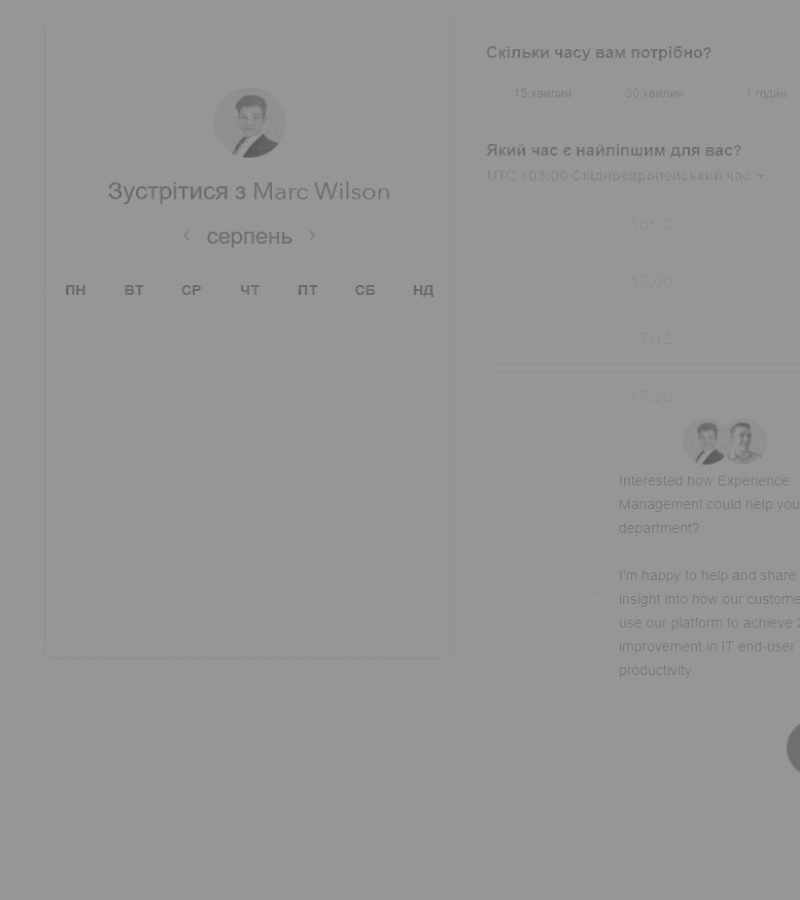 Зустрітися з Marc Wilson
серпень
ПН ВТ СР ЧТ ПТ СБ НД
Скільки часу вам потрібно?
15 хвилин 30 хвилин 1 годин
Який час є найліпшим для вас?
UTC +03:00 Східноєвропейський час
16:45
17:00
17:15
17:30
Interested how Experience
Management could help you
department?
I'm happy to help and share
insight into how our custome
use our platform to achieve 2
improvement in IT end-user
productivity.